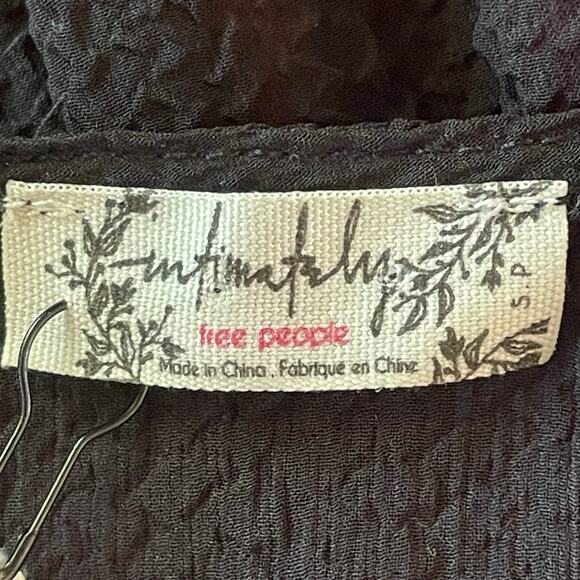 intimately
free people
Made in China . Fabriqué en Chine
S.P